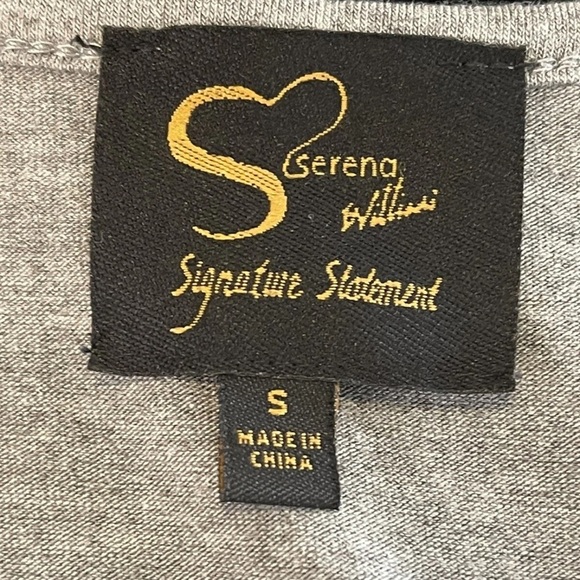 Serena
Williams
Signature Statement
S
MADE IN
CHINA